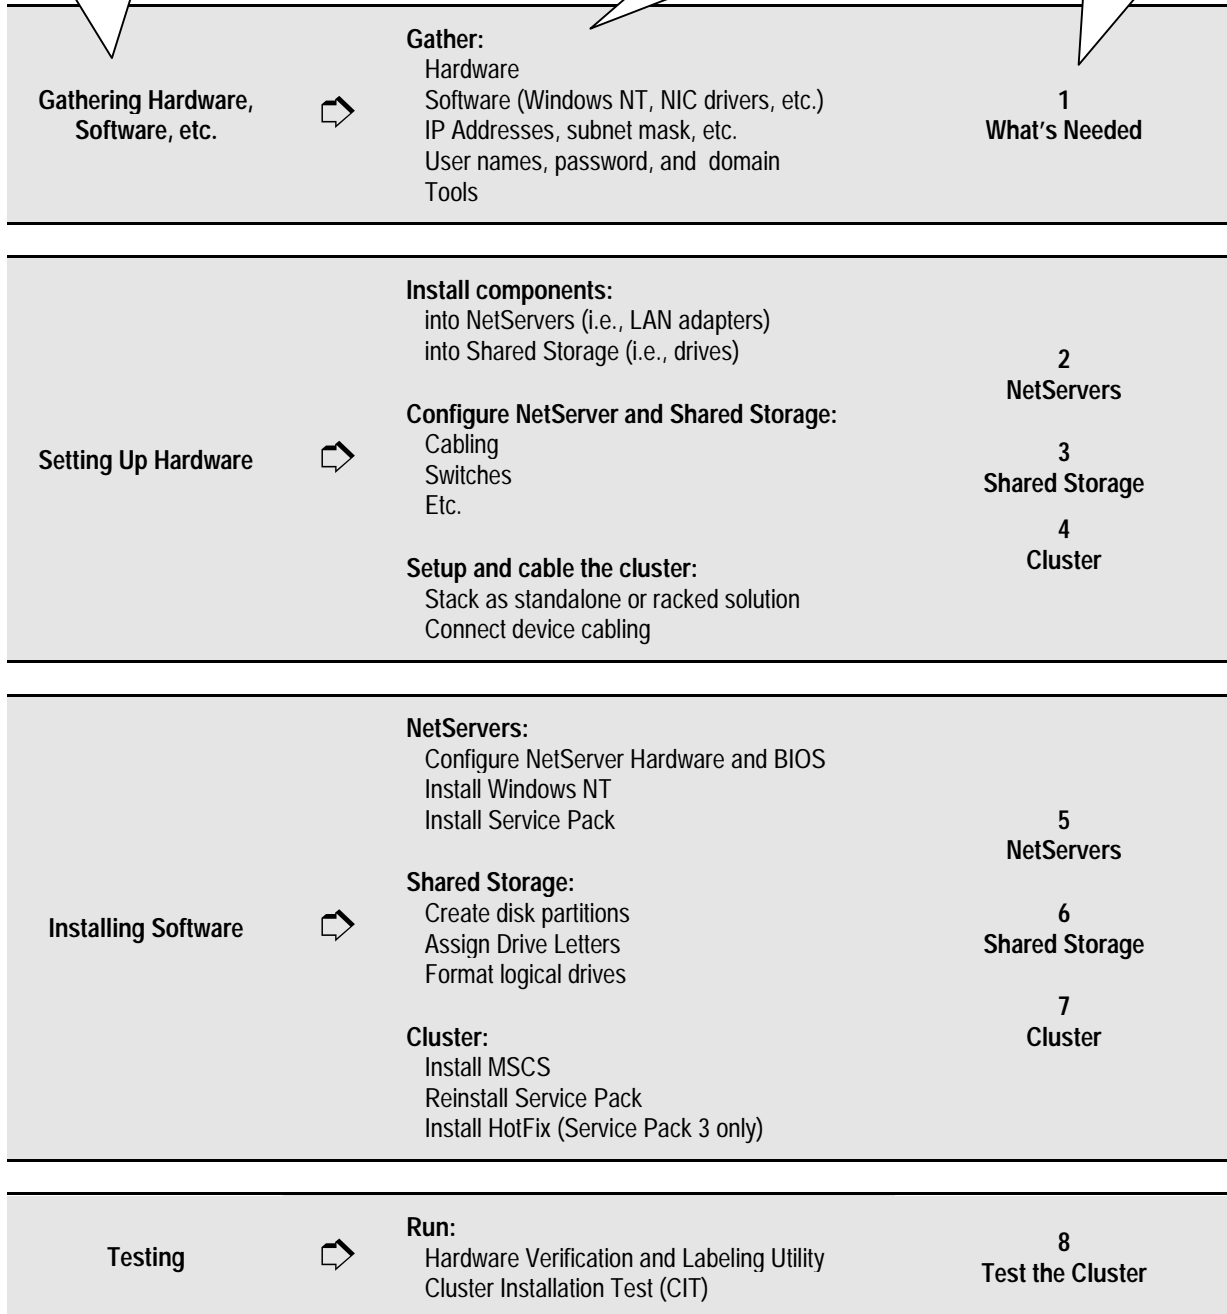 Gathering Hardware,
Software, etc.
Gather:
Hardware
Software (Windows NT, NIC drivers, etc.)
IP Addresses, subnet mask, etc.
User names, password, and  domain
Tools
1
What's Needed
Setting Up Hardware
Install components:
into NetServers (i.e., LAN adapters)
into Shared Storage (i.e., drives)
Configure NetServer and Shared Storage:
Cabling
Switches
Etc.
Setup and cable the cluster:
Stack as standalone or racked solution
Connect device cabling
2
NetServers
3
Shared Storage
4
Cluster
Installing Software
NetServers:
Configure NetServer Hardware and BIOS
Install Windows NT
Install Service Pack
Shared Storage:
Create disk partitions
Assign Drive Letters
Format logical drives
Cluster:
Install MSCS
Reinstall Service Pack
Install HotFix (Service Pack 3 only)
5
NetServers
6
Shared Storage
7
Cluster
Testing
Run:
Hardware Verification and Labeling Utility
Cluster Installation Test (CIT)
8
Test the Cluster